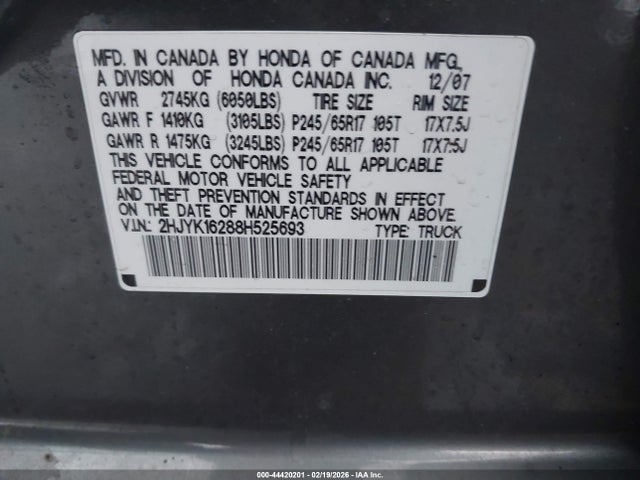 MFD. IN CANADA BY HONDA OF CANADA MFG.,
A DIVISION OF HONDA CANADA INC. 12/07
GVWR 2745KG (6050LBS) TIRE SIZE RIM SIZE
GAWR F 1410KG (3105LBS) P245/65R17 105T 17X7.5J
GAWR R 1475KG (3245LBS) P245/65R17 105T 17X7.5J
THIS VEHICLE CONFORMS TO ALL APPLICABLE
FEDERAL MOTOR VEHICLE SAFETY
AND THEFT PREVENTION STANDARDS IN EFFECT
ON THE DATE OF MANUFACTURE SHOWN ABOVE.
V.I.N.: 2HJYK16288H525693 TYPE: TRUCK
000-44420201 - 02/19/2026 - IAAI Inc.